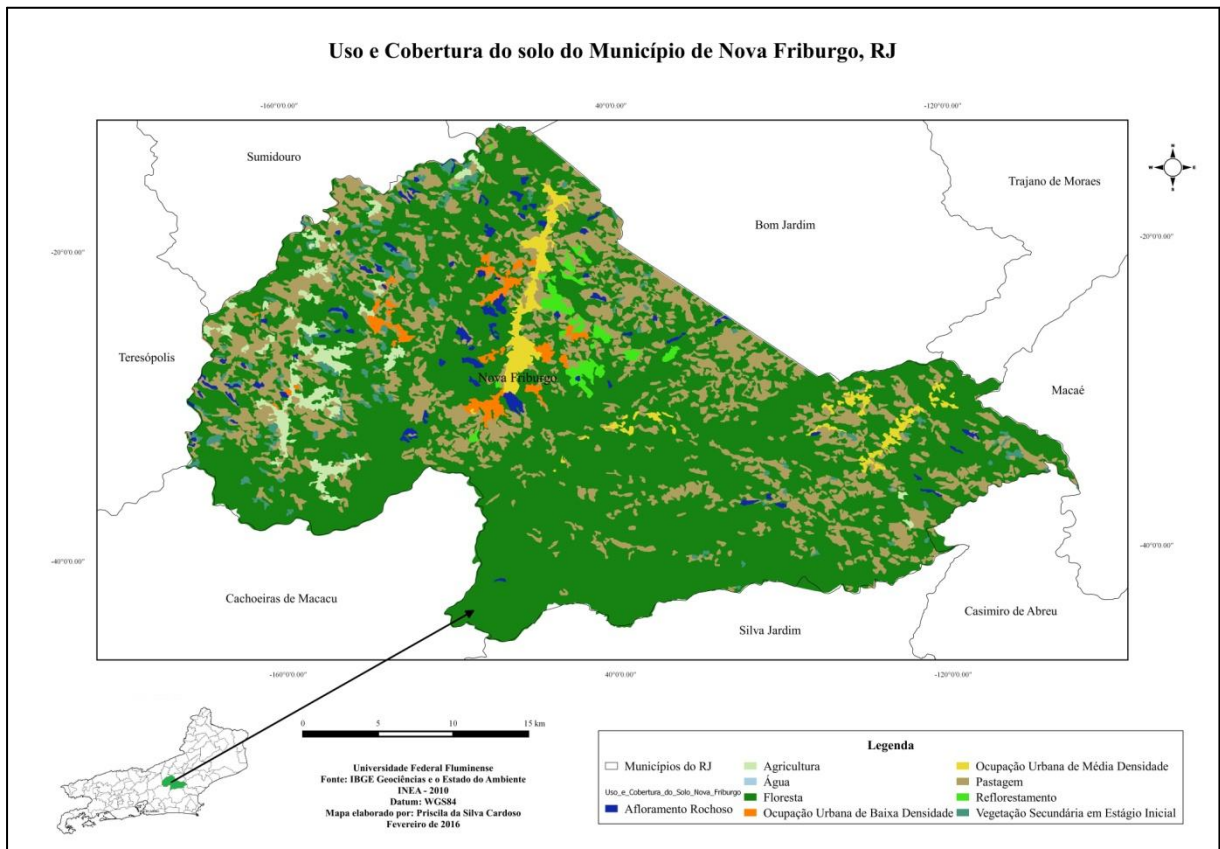 Uso e Cobertura do solo do Município de Nova Friburgo, RJ
-160°0'0.00" 40°0'0.00" -120°0'0.00"
Sumidouro
Trajano de Moraes
Bom Jardim
-20°0'0.00" -20°0'0.00"
Teresópolis
Nova Friburgo
Macaé
-40°0'0.00" -40°0'0.00"
Cachoeiras de Macacu
Casimiro de Abreu
Silva Jardim
-160°0'0.00" 40°0'0.00" -120°0'0.00"
0 5 10 15 km
Universidade Federal Fluminense
Fonte: IBGE Geociências e o Estado do Ambiente
INEA - 2010
Datum: WGS84
Mapa elaborado por: Priscila da Silva Cardoso
Fevereiro de 2016
Legenda
Municípios do RJ
Uso_e_Cobertura_do_Solo_Nova_Friburgo
Afloramento Rochoso
Agricultura
Água
Floresta
Ocupação Urbana de Baixa Densidade
Ocupação Urbana de Média Densidade
Pastagem
Reflorestamento
Vegetação Secundária em Estágio Inicial